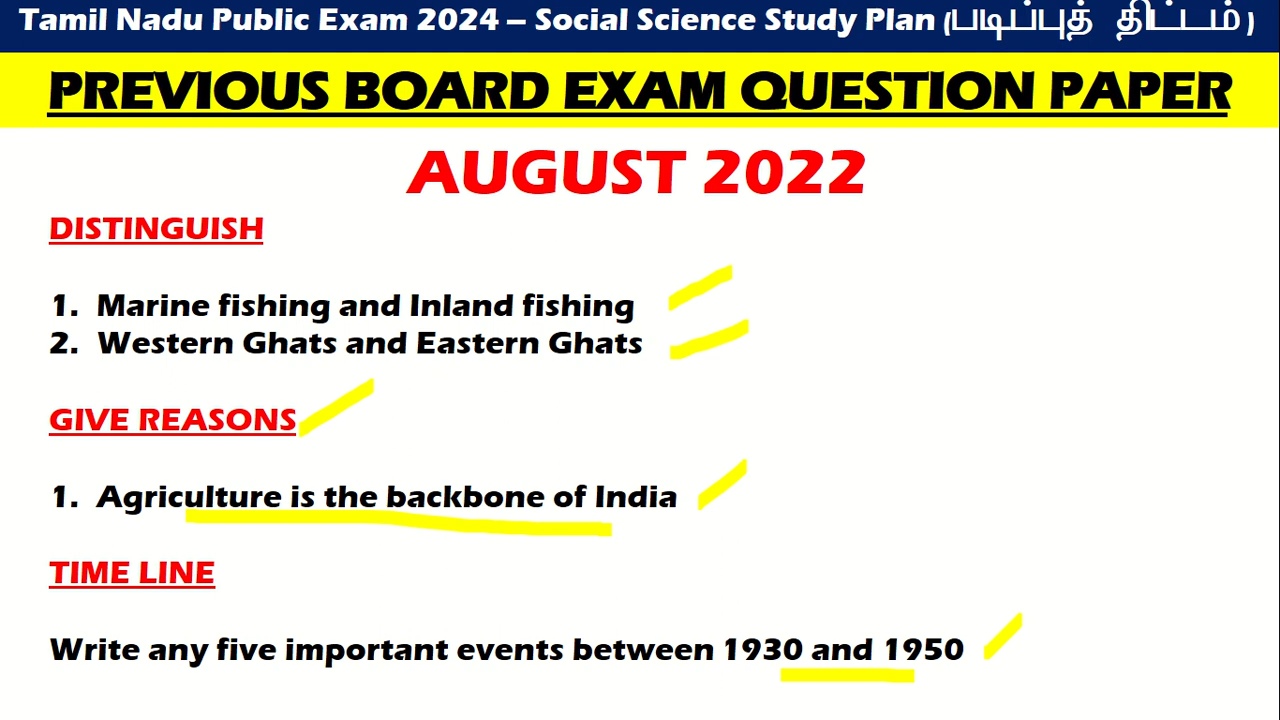 Tamil Nadu Public Exam 2024 – Social Science Study Plan (படிப்புத் திட்டம்)
PREVIOUS BOARD EXAM QUESTION PAPER
AUGUST 2022
DISTINGUISH
1. Marine fishing and Inland fishing
2. Western Ghats and Eastern Ghats
GIVE REASONS
1. Agriculture is the backbone of India
TIME LINE
Write any five important events between 1930 and 1950